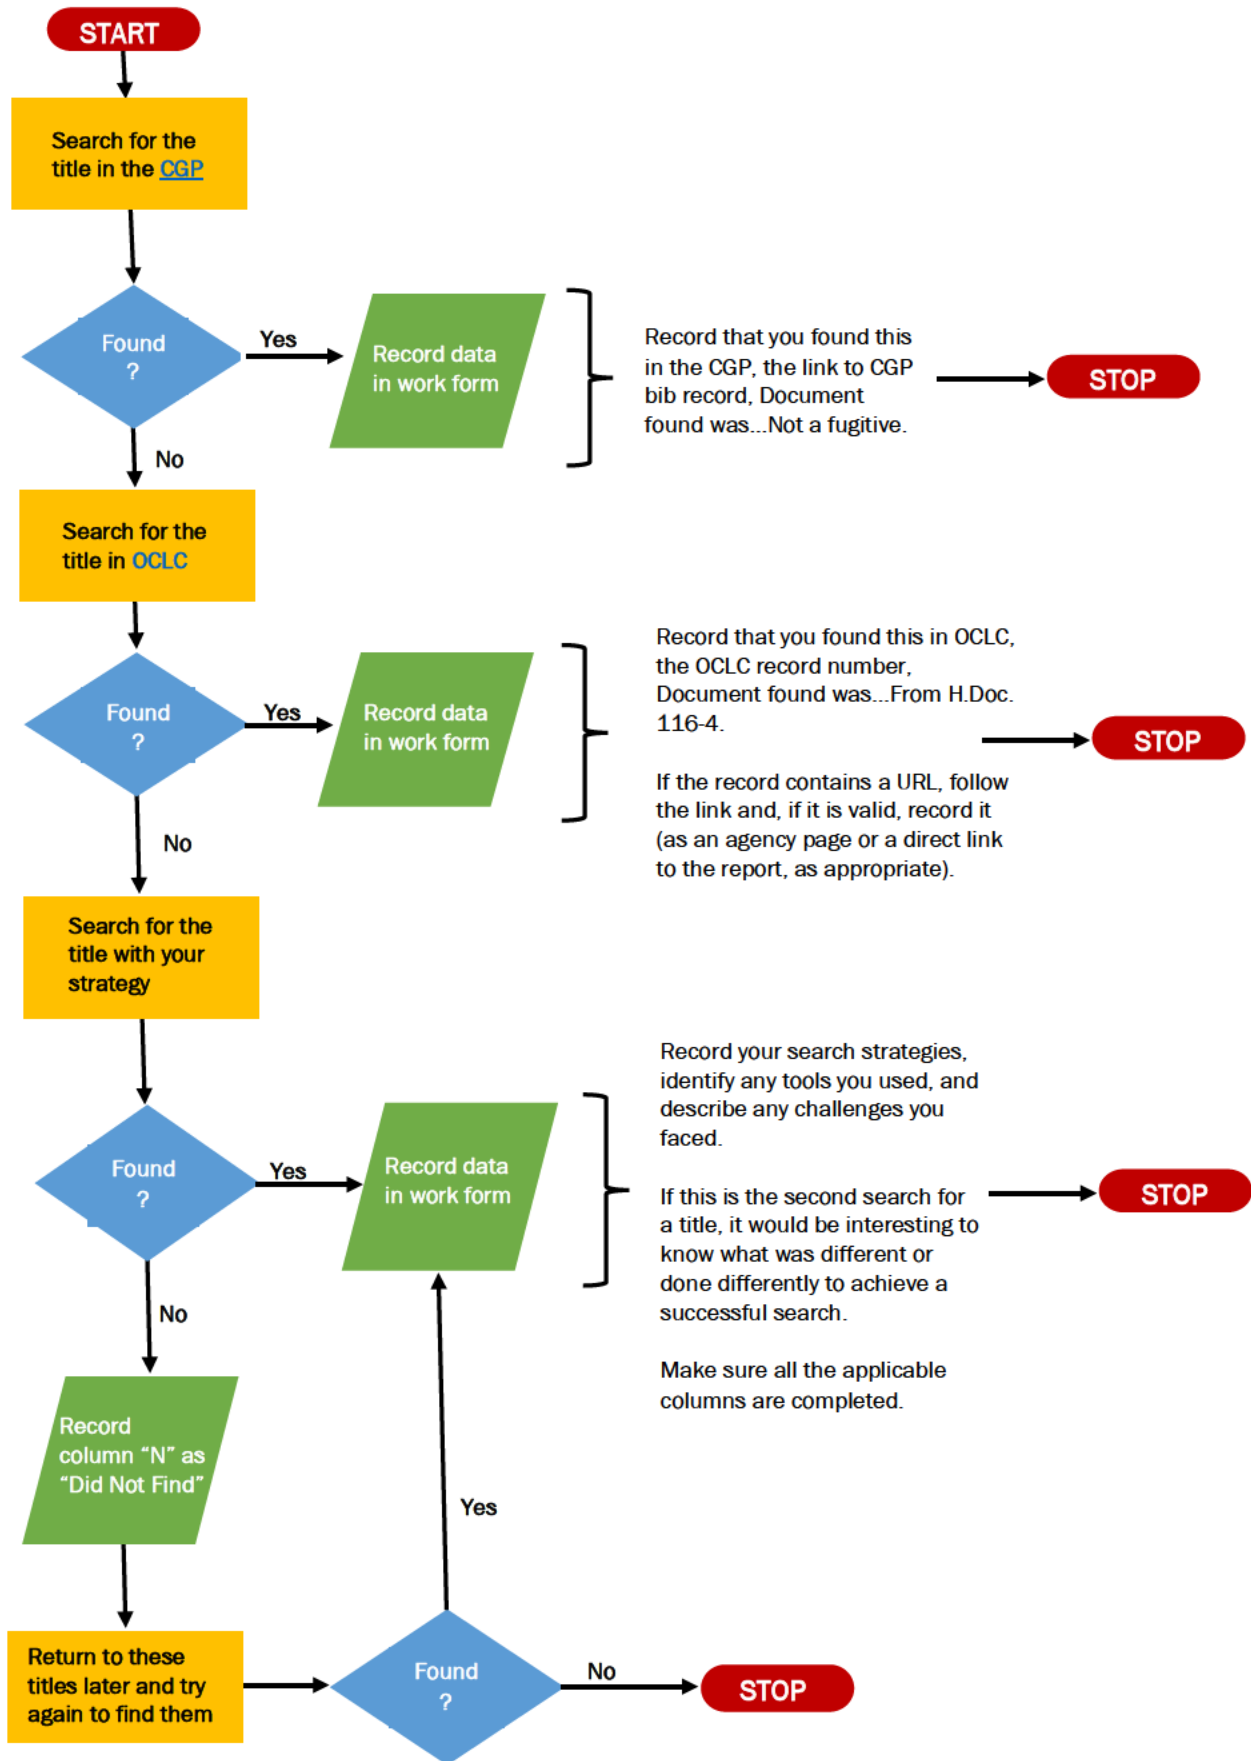 START
Search for the
title in the CGP
Found
?
Yes
Record data
in work form
Record that you found this
in the CGP, the link to CGP
bib record, Document
found was...Not a fugitive.
STOP
No
Search for the
title in OCLC
Found
?
Yes
Record data
in work form
Record that you found this in OCLC,
the OCLC record number,
Document found was...From H.Doc.
116-4.
If the record contains a URL, follow
the link and, if it is valid, record it
(as an agency page or a direct link
to the report, as appropriate).
STOP
No
Search for the
title with your
strategy
Found
?
Yes
Record data
in work form
Record your search strategies,
identify any tools you used, and
describe any challenges you
faced.
If this is the second search for
a title, it would be interesting to
know what was different or
done differently to achieve a
successful search.
Make sure all the applicable
columns are completed.
STOP
No
Record
column “N” as
“Did Not Find”
Yes
Return to these
titles later and try
again to find them
Found
?
No
STOP